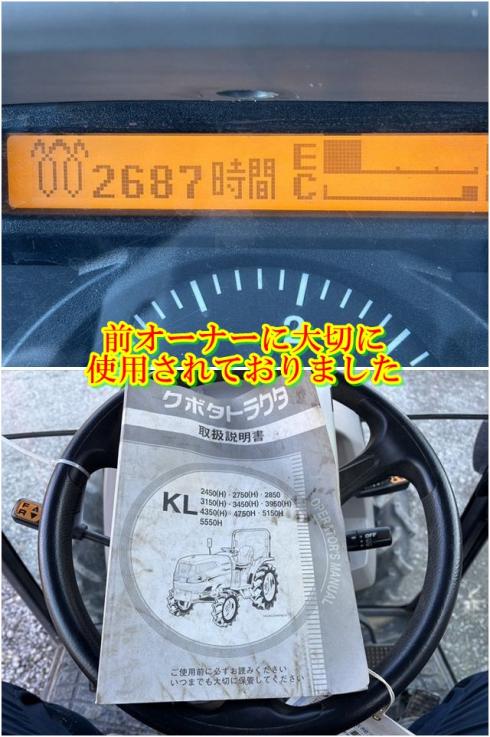 2687時間
E
C
2
前オーナーに大切に
使用されておりました
クボタトラクタ
取扱説明書
KL
2450(H)・2750(H)・2850
3150(H)・3450(H)・3950(H)
4350(H)・4750H・5150H
5550H
OPERATOR'S MANUAL
ご使用前に必ずお読みください
いつまでも大切に保管してください
F
R